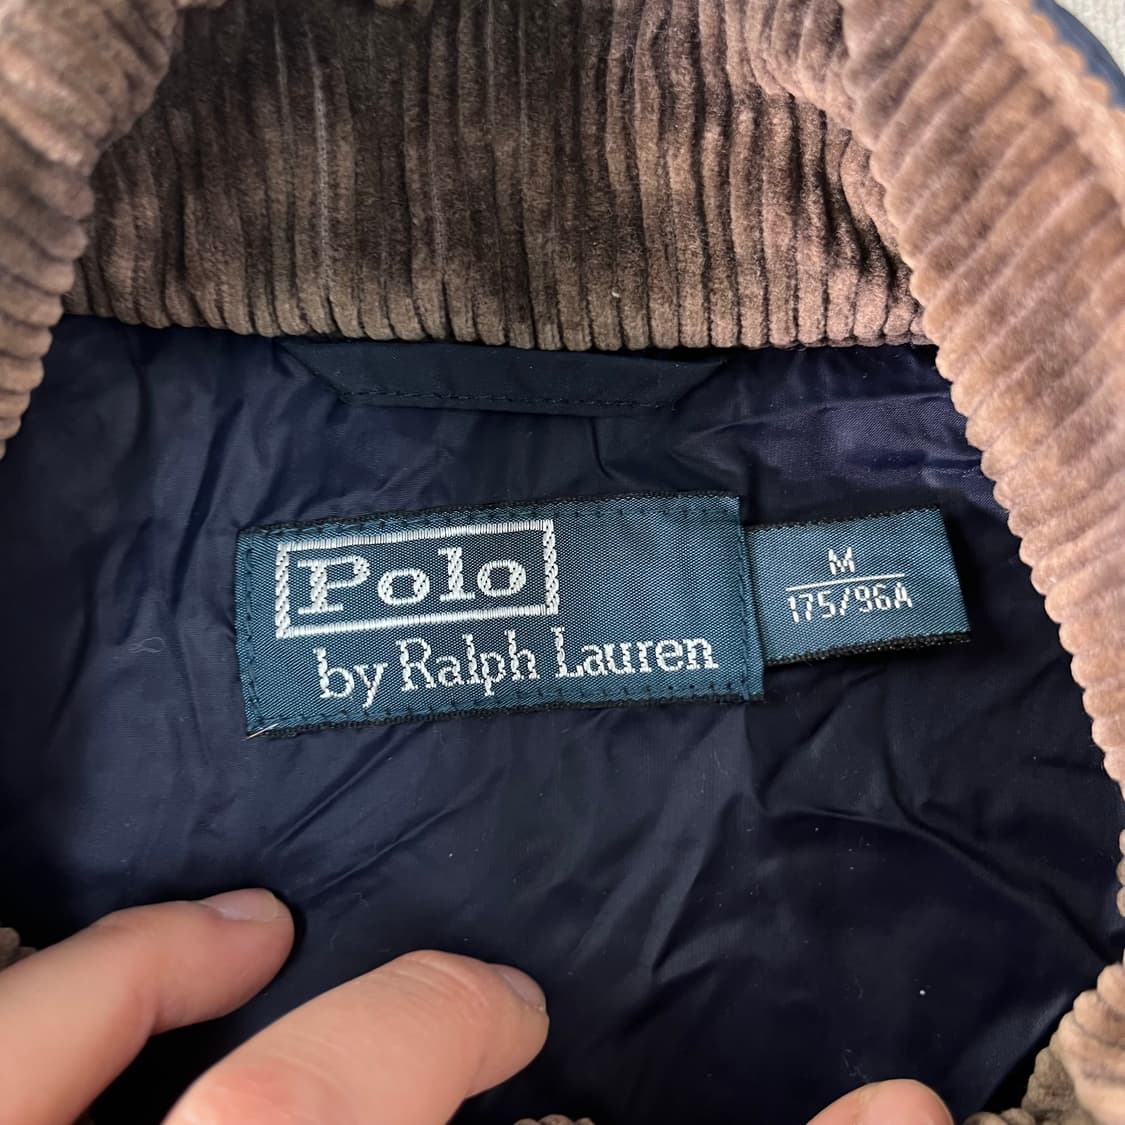 Polo
by Ralph Lauren
M
175/96A